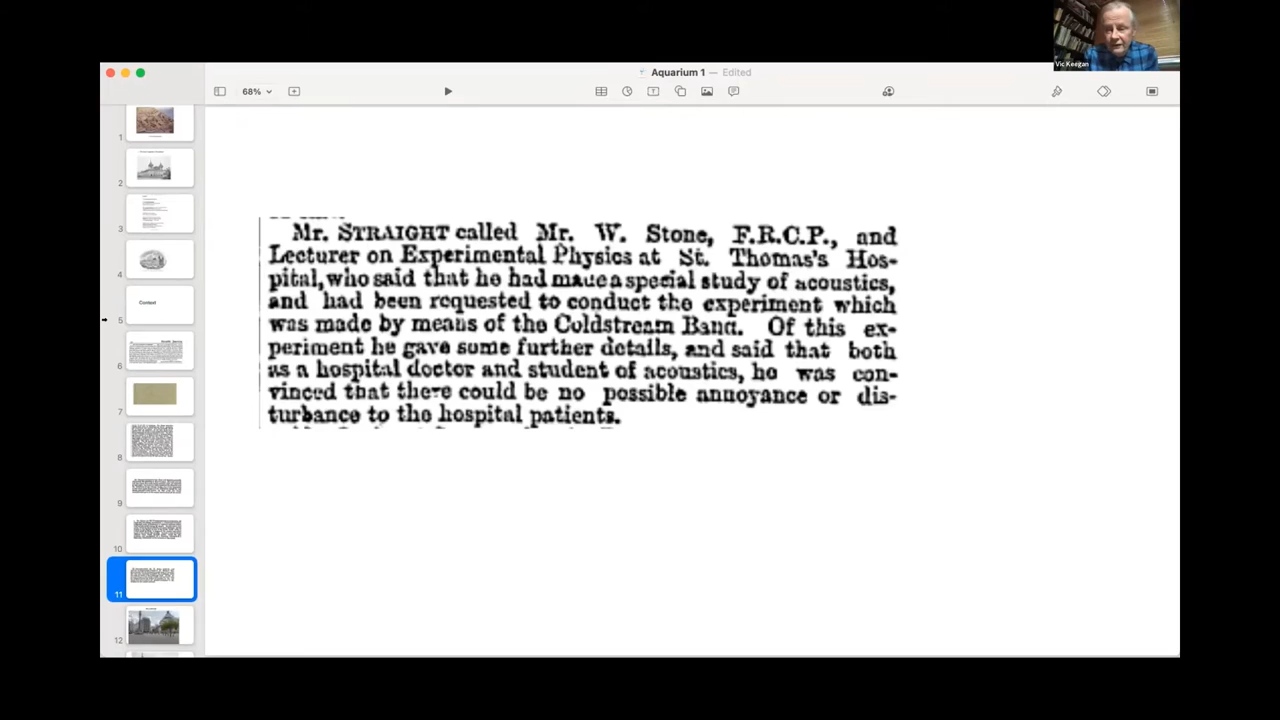 Vic Keegan
Aquarium 1 — Edited
68%
Mr. STRAIGHT called Mr. W. Stone, F.R.C.P., and
Lecturer on Experimental Physics at St. Thomas's Hos-
pital, who said that he had made a special study of acoustics,
and had been requested to conduct the experiment which
was made by means of the Coldstream Band. Of this ex-
periment he gave some further details, and said that both
as a hospital doctor and student of acoustics, he was con-
vinced that there could be no possible annoyance or dis-
turbance to the hospital patients.
1
2
3
4
Context
5
6
7
8
9
10
11
12